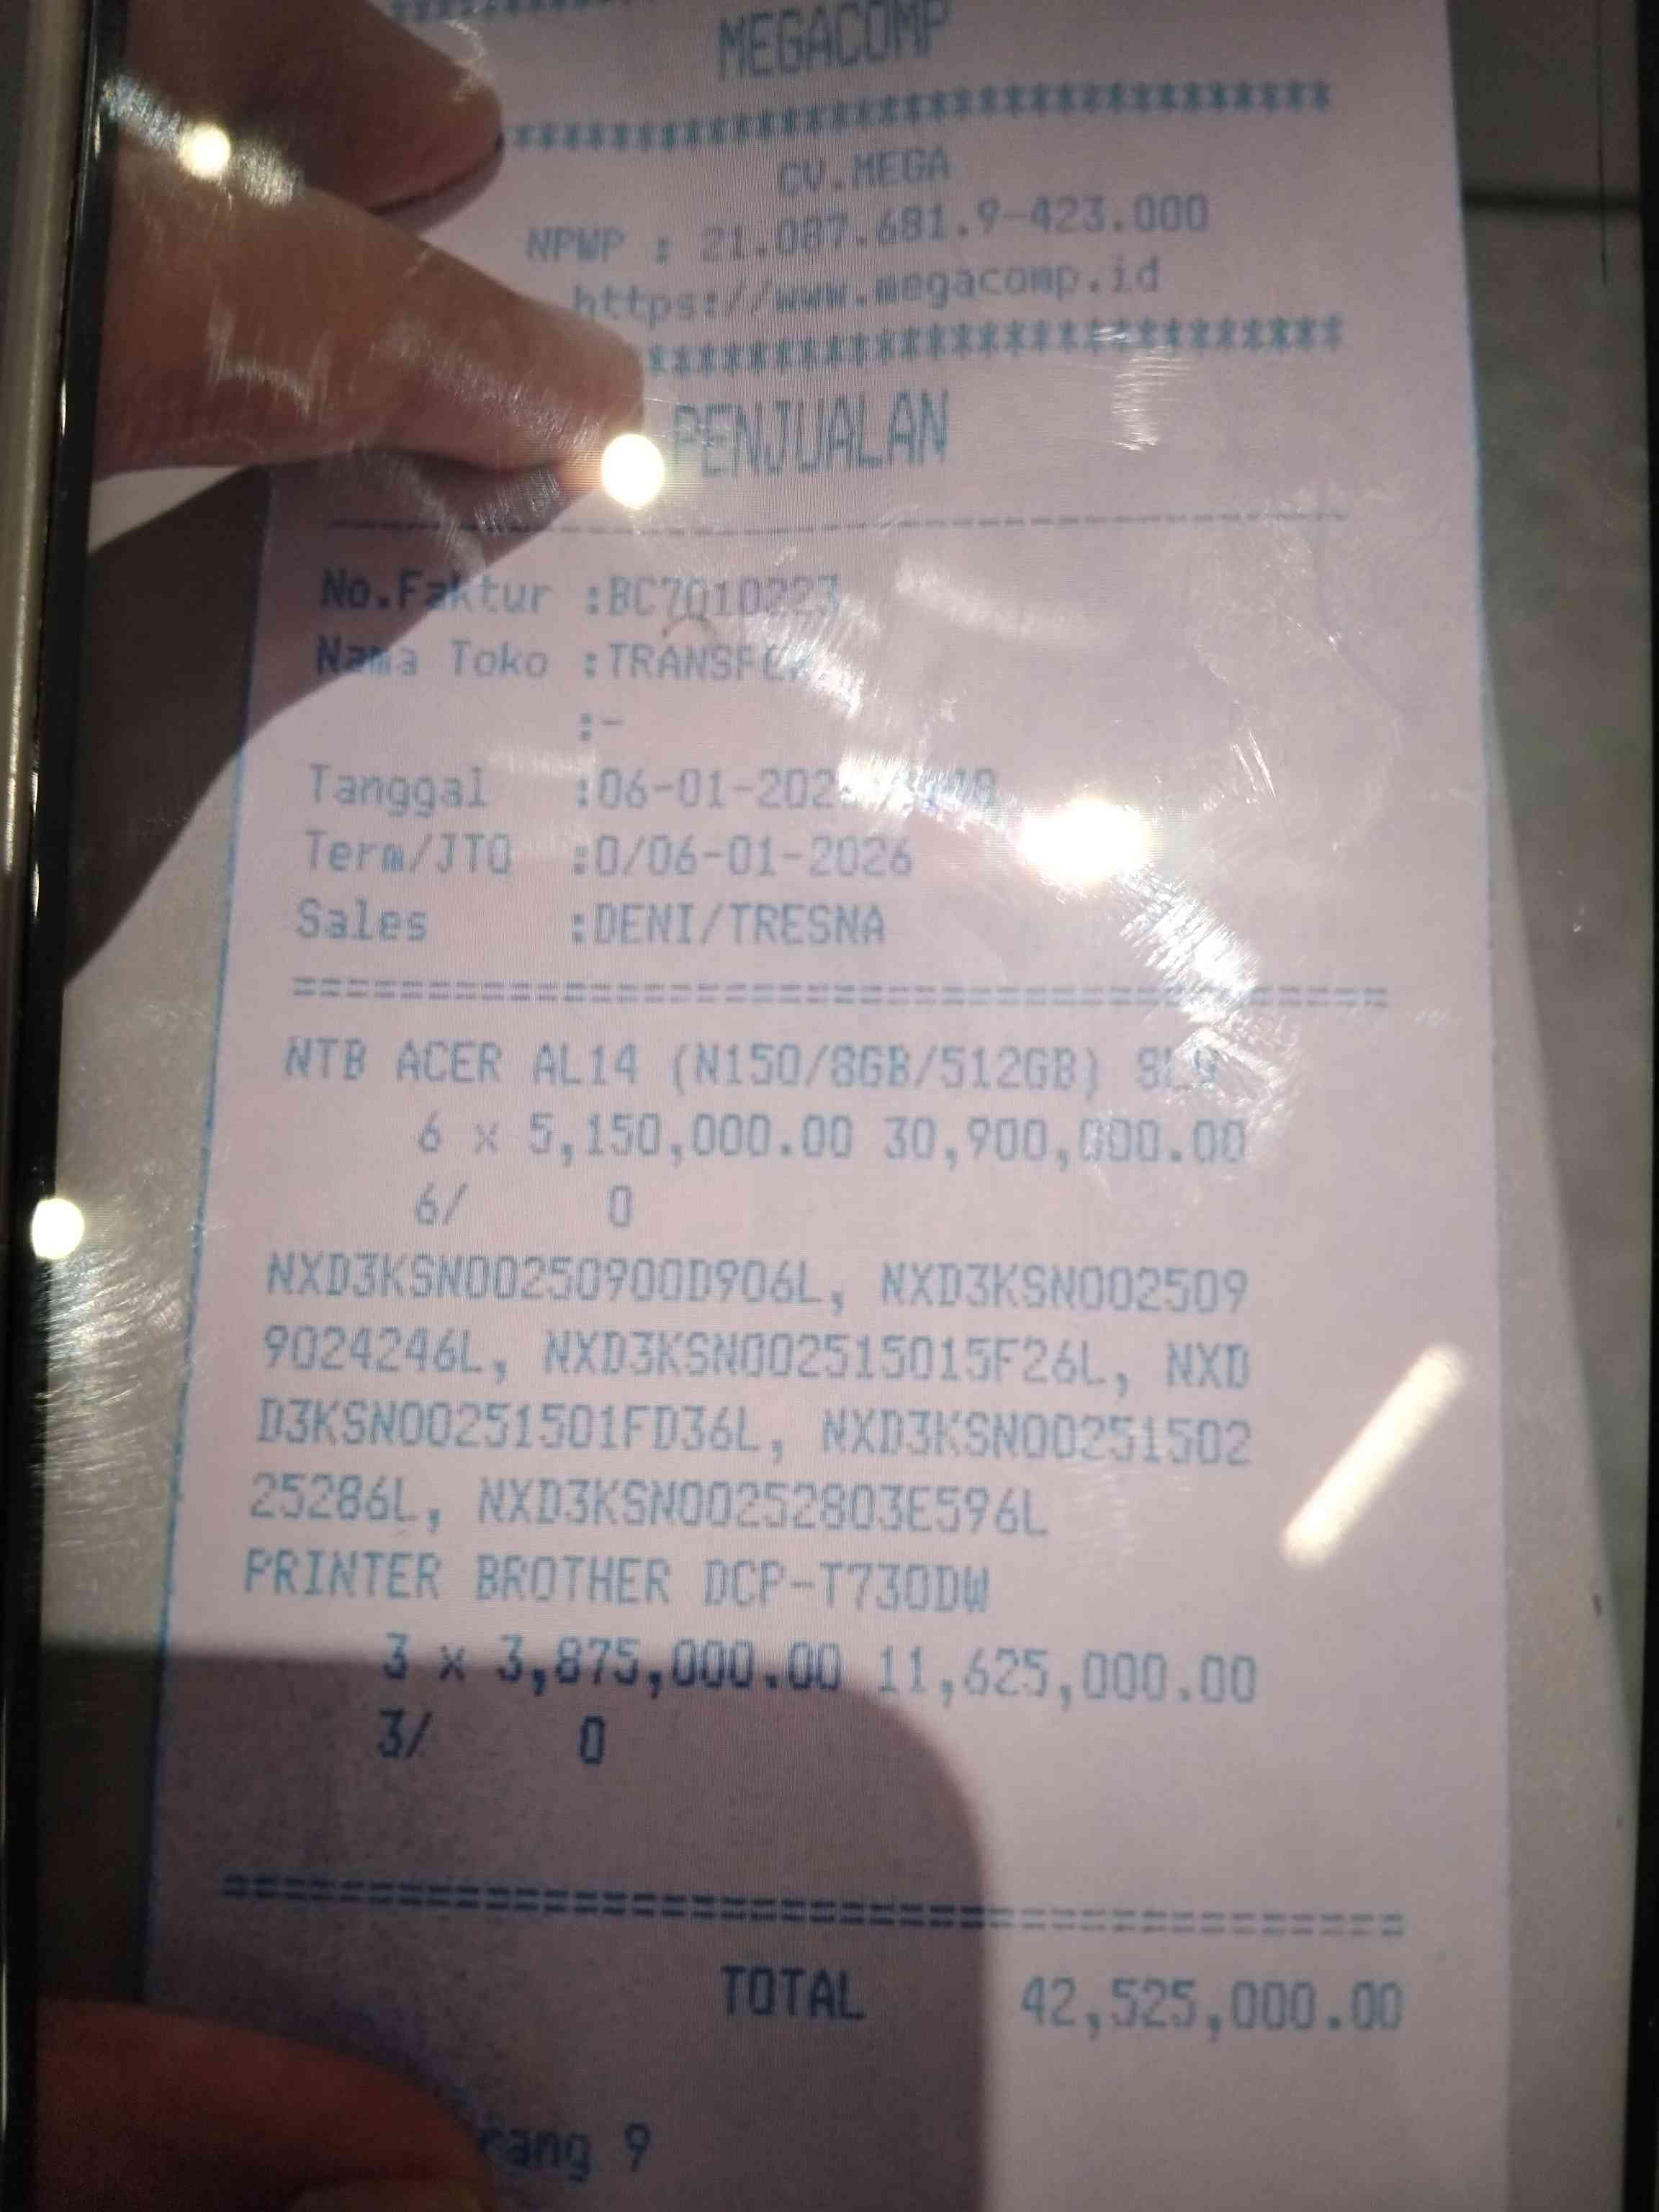 MEGACOMP
CV.MEGA
NPWP : 21.087.681.9-423.000
https://www.megacomp.id
PENJUALAN
No.Faktur :BC7010223
Nama Toko :TRANSFER
:-
Tanggal :06-01-202
Term/JTO :0/06-01-2026
Sales :DENI/TRESNA
NTB ACER AL14 (N150/8GB/512GB)
6 x 5,150,000.00 30,900,000.00
6/ 0
NXD3KSN00250900D906L, NXD3KSN002509
9024246L, NXD3KSN002515015F26L, NXD
D3KSN00251501FD36L, NXD3KSN00251502
25286L, NXD3KSN00252803E596L
PRINTER BROTHER DCP-T730DW
3 x 3,875,000.00 11,625,000.00
3/ 0
TOTAL 42,525,000.00
rang 9